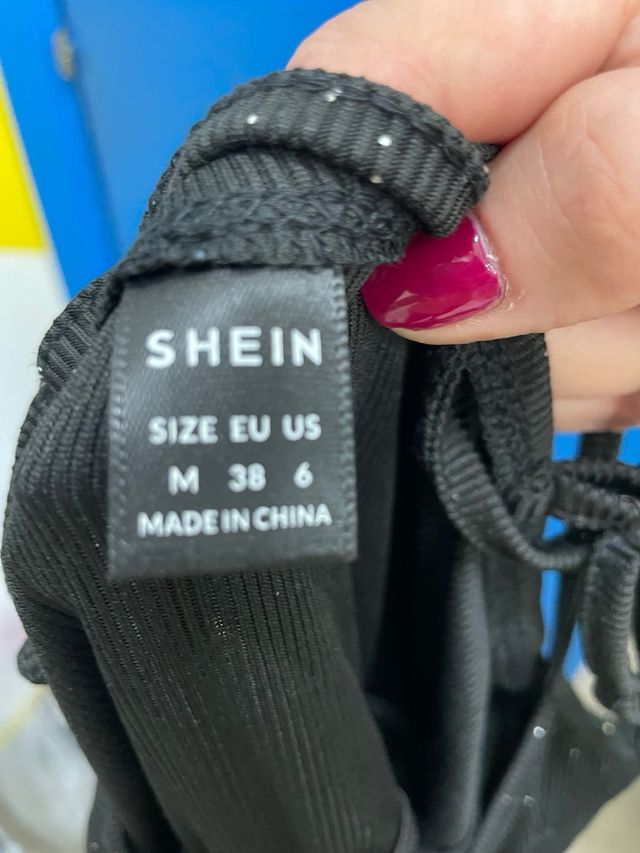 SHEIN
SIZE EU US
M 38 6
MADE IN CHINA